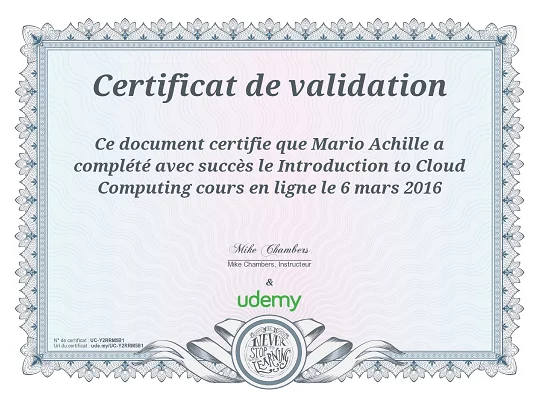 Certificat de validation
Ce document certifie que Mario Achille a
complété avec succès le Introduction to Cloud
Computing cours en ligne le 6 mars 2016
Mike Chambers
Mike Chambers, Instructeur
&
udemy
N° de certificat : UC-Y2RRM5B1
Url du certificat : ude.my/UC-Y2RRM5B1
NEVER
STOP
LEARNING